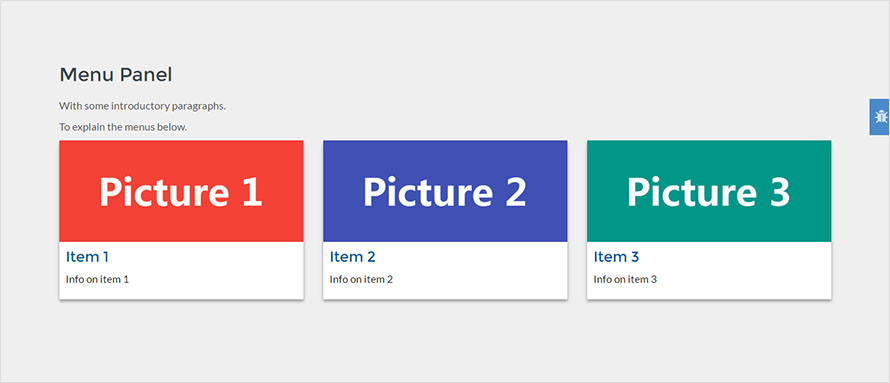 Menu Panel
With some introductory paragraphs.
To explain the menus below.
Picture 1
Picture 2
Picture 3
Item 1
Item 2
Item 3
Info on item 1
Info on item 2
Info on item 3